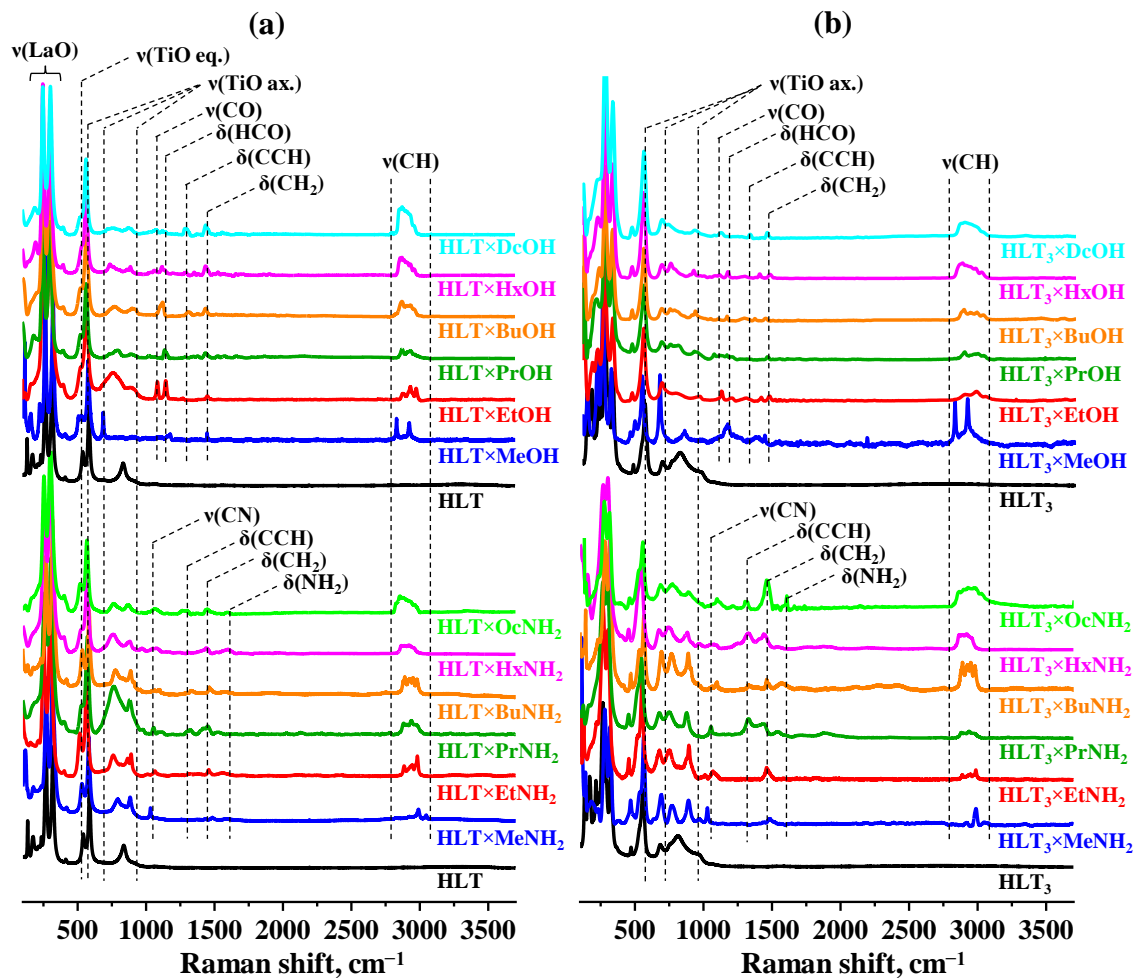 (a)
ν(LaO)
ν(TiO eq.)
ν(TiO ax.)
ν(CO)
δ(HCO)
δ(CCH)
δ(CH₂)
ν(CH)
HLT×DcOH
HLT×HxOH
HLT×BuOH
HLT×PrOH
HLT×EtOH
HLT×MeOH
HLT
ν(CN)
δ(CCH)
δ(CH₂)
δ(NH₂)
HLT×OcNH₂
HLT×HxNH₂
HLT×BuNH₂
HLT×PrNH₂
HLT×EtNH₂
HLT×MeNH₂
HLT
500 1000 1500 2000 2500 3000 3500
Raman shift, cm⁻¹
(b)
ν(TiO ax.)
ν(CO)
δ(HCO)
δ(CCH)
δ(CH₂)
ν(CH)
HLT₃×DcOH
HLT₃×HxOH
HLT₃×BuOH
HLT₃×PrOH
HLT₃×EtOH
HLT₃×MeOH
HLT₃
ν(CN)
δ(CCH)
δ(CH₂)
δ(NH₂)
HLT₃×OcNH₂
HLT₃×HxNH₂
HLT₃×BuNH₂
HLT₃×PrNH₂
HLT₃×EtNH₂
HLT₃×MeNH₂
HLT₃
500 1000 1500 2000 2500 3000 3500
Raman shift, cm⁻¹